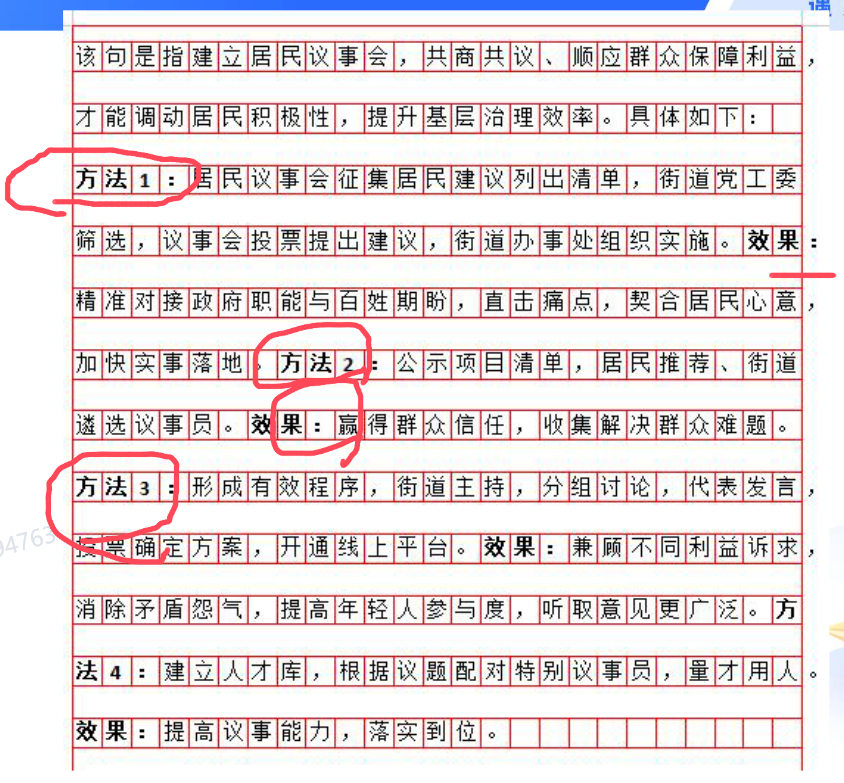 遇
该句是指建立居民议事会，共商共议、顺应群众保障利益，
才能调动居民积极性，提升基层治理效率。具体如下：
方法1：居民议事会征集居民建议列出清单，街道党工委
筛选，议事会投票提出建议，街道办事处组织实施。效果：
精准对接政府职能与百姓期盼，直击痛点，契合居民心意，
加快实事落地。方法2：公示项目清单，居民推荐、街道
遴选议事员。效果：赢得群众信任，收集解决群众难题。
方法3：形成有效程序，街道主持，分组讨论，代表发言，
投票确定方案，开通线上平台。效果：兼顾不同利益诉求，
94763
消除矛盾怨气，提高年轻人参与度，听取意见更广泛。方
法4：建立人才库，根据议题配对特别议事员，量才用人。
效果：提高议事能力，落实到位。